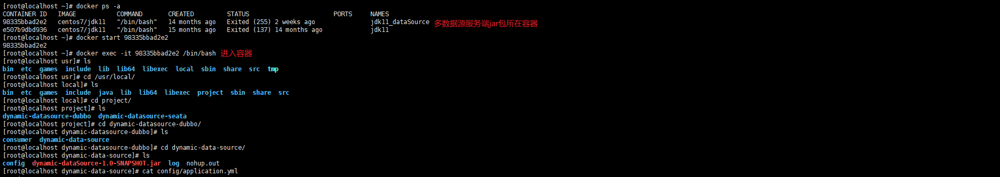 [root@localhost ~]# docker ps -a
CONTAINER ID   IMAGE           COMMAND       CREATED         STATUS                       PORTS     NAMES
98335bbad2e2   centos7/jdk11   "/bin/bash"   14 months ago   Exited (255) 2 weeks ago               jdk11_dataSource 多数据源服务端jar包所在容器
e507b9dbd936   centos7/jdk11   "/bin/bash"   15 months ago   Exited (137) 14 months ago             jdk11
[root@localhost ~]# docker start 98335bbad2e2
98335bbad2e2
[root@localhost ~]# docker exec -it 98335bbad2e2 /bin/bash 进入容器
[root@localhost usr]# ls
bin  etc  games  include  lib  lib64  libexec  local  sbin  share  src  tmp
[root@localhost usr]# cd /usr/local/
[root@localhost local]# ls
bin  etc  games  include  java  lib  lib64  libexec  project  sbin  share  src
[root@localhost local]# cd project/
[root@localhost project]# ls
dynamic-datasource-dubbo  dynamic-datasource-seata
[root@localhost project]# cd dynamic-datasource-dubbo/
[root@localhost dynamic-datasource-dubbo]# ls
consumer  dynamic-data-source
[root@localhost dynamic-datasource-dubbo]# cd dynamic-data-source/
[root@localhost dynamic-data-source]# ls
config  dynamic-dataSource-1.0-SNAPSHOT.jar  log  nohup.out
[root@localhost dynamic-data-source]# cat config/application.yml